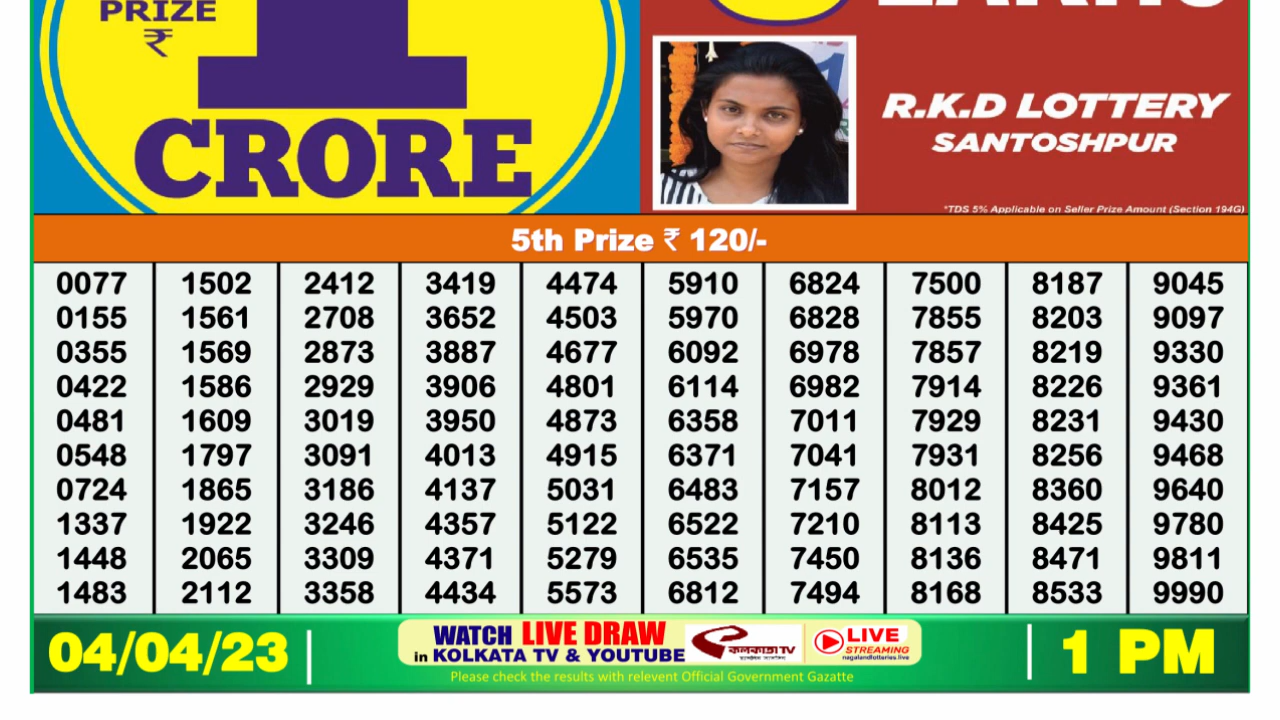 PRIZE
₹
1
CRORE
R.K.D LOTTERY
SANTOSHPUR
*TDS 5% Applicable on Seller Prize Amount (Section 194G)
5th Prize ₹ 120/-
0077 1502 2412 3419 4474 5910 6824 7500 8187 9045
0155 1561 2708 3652 4503 5970 6828 7855 8203 9097
0355 1569 2873 3887 4677 6092 6978 7857 8219 9330
0422 1586 2929 3906 4801 6114 6982 7914 8226 9361
0481 1609 3019 3950 4873 6358 7011 7929 8231 9430
0548 1797 3091 4013 4915 6371 7041 7931 8256 9468
0724 1865 3186 4137 5031 6483 7157 8012 8360 9640
1337 1922 3246 4357 5122 6522 7210 8113 8425 9780
1448 2065 3309 4371 5279 6535 7450 8136 8471 9811
1483 2112 3358 4434 5573 6812 7494 8168 8533 9990
04/04/23
WATCH LIVE DRAW
in KOLKATA TV & YOUTUBE
কলকাতা TV
LIVE
STREAMING
nagalandlotteries.live
Please check the results with relevent Official Government Gazatte
1 PM